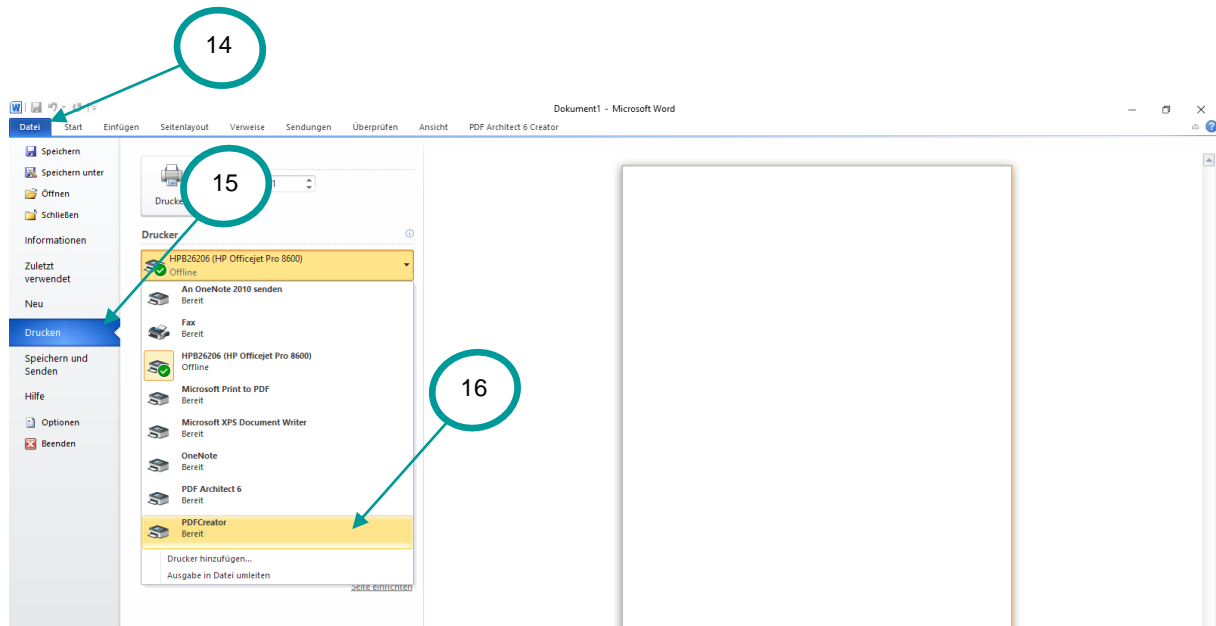 14
Dokument1 - Microsoft Word
Datei Start Einfügen Seitenlayout Verweise Sendungen Überprüfen Ansicht PDF Architect 6 Creator
Speichern
Speichern unter
Öffnen
Schließen
Informationen
Zuletzt
verwendet
Neu
Drucken
Speichern und
Senden
Hilfe
Optionen
Beenden
15
1
Drucker
HPB26206 (HP Officejet Pro 8600)
Offline
An OneNote 2010 senden
Bereit
Fax
Bereit
HPB26206 (HP Officejet Pro 8600)
Offline
Microsoft Print to PDF
Bereit
Microsoft XPS Document Writer
Bereit
OneNote
Bereit
PDF Architect 6
Bereit
PDFCreator
Bereit
Drucker hinzufügen...
Ausgabe in Datei umleiten
Seite einrichten
16